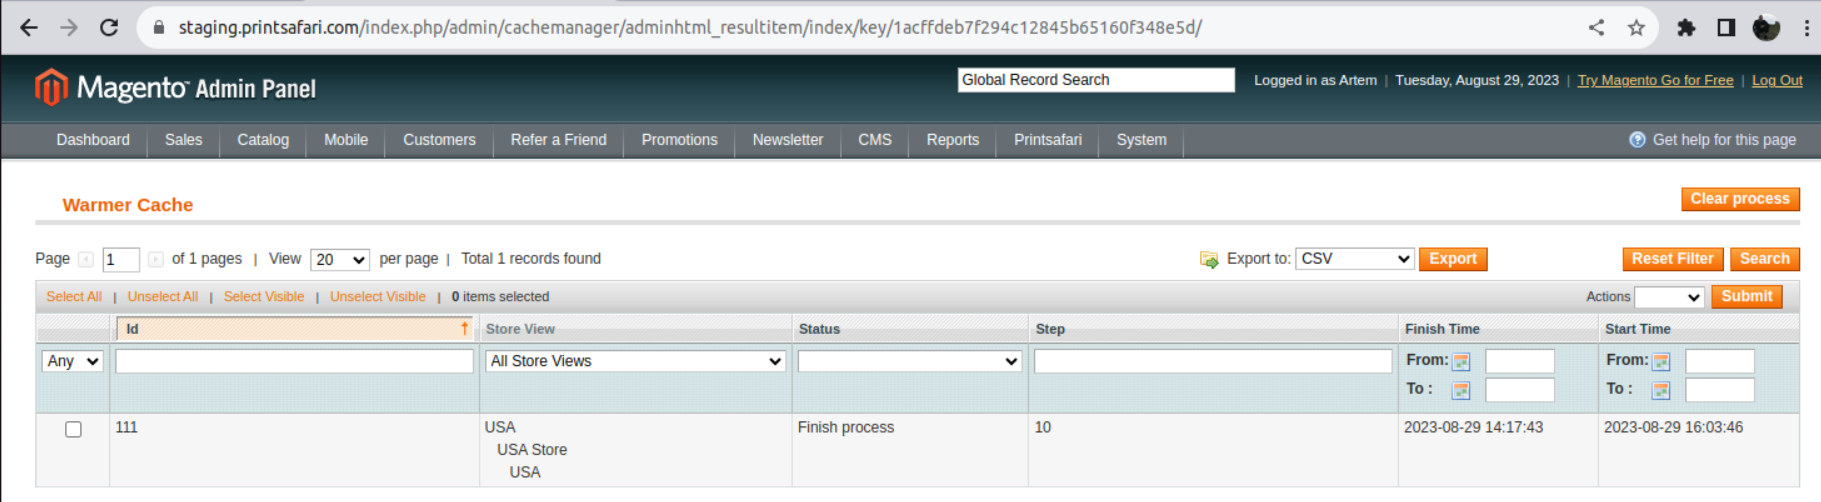 staging.printsafari.com/index.php/admin/cachemanager/adminhtml_resultitem/index/key/1acffdeb7f294c12845b65160f348e5d/
Magento™ Admin Panel
Global Record Search
Logged in as Artem | Tuesday, August 29, 2023 | Try Magento Go for Free | Log Out
Dashboard Sales Catalog Mobile Customers Refer a Friend Promotions Newsletter CMS Reports Printsafari System Get help for this page
Warmer Cache Clear process
Page 1 of 1 pages | View 20 per page | Total 1 records found Export to: CSV Export Reset Filter Search
Select All | Unselect All | Select Visible | Unselect Visible | 0 items selected Actions Submit
Id Store View Status Step Finish Time Start Time
Any All Store Views From: From:
To : To :
111 USA Finish process 10 2023-08-29 14:17:43 2023-08-29 16:03:46
USA Store
USA